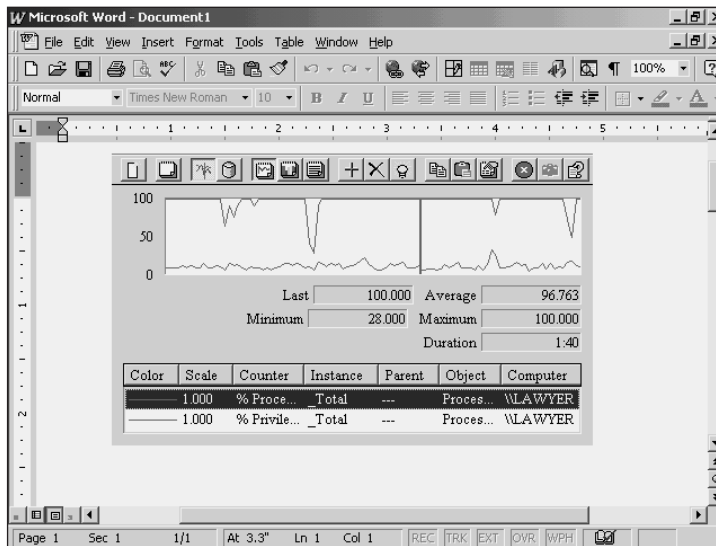 Microsoft Word - Document1
File Edit View Insert Format Tools Table Window Help
ABC
100%
Normal Times New Roman 10 B I U A
1 2 3 4 5
100
50
0
Last 100.000 Average 96.763
Minimum 28.000 Maximum 100.000
Duration 1:40
Color Scale Counter Instance Parent Object Computer
1.000 % Proce... _Total --- Proces... \\LAWYER
1.000 % Privile... _Total --- Proces... \\LAWYER
1
2
Page 1 Sec 1 1/1 At 3.3" Ln 1 Col 1 REC TRK EXT OVR WPH